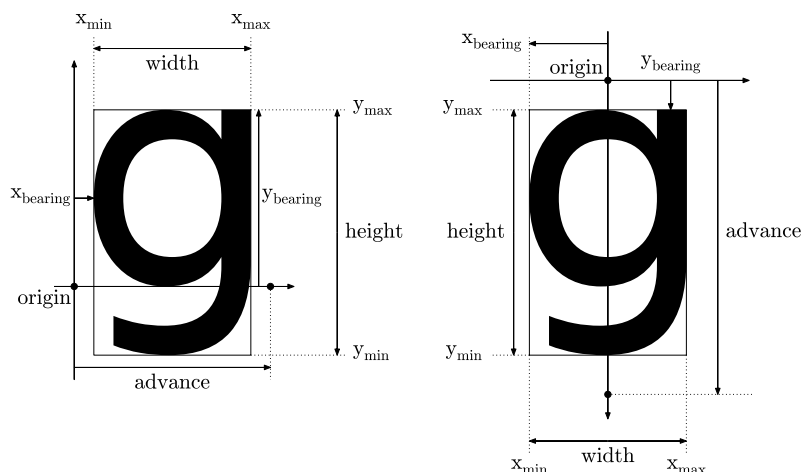 x_min x_max
width
x_bearing
origin
y_bearing
y_max
height
y_min
advance
x_bearing
origin
y_bearing
y_max
height
advance
y_min
x_min width x_max
g
g